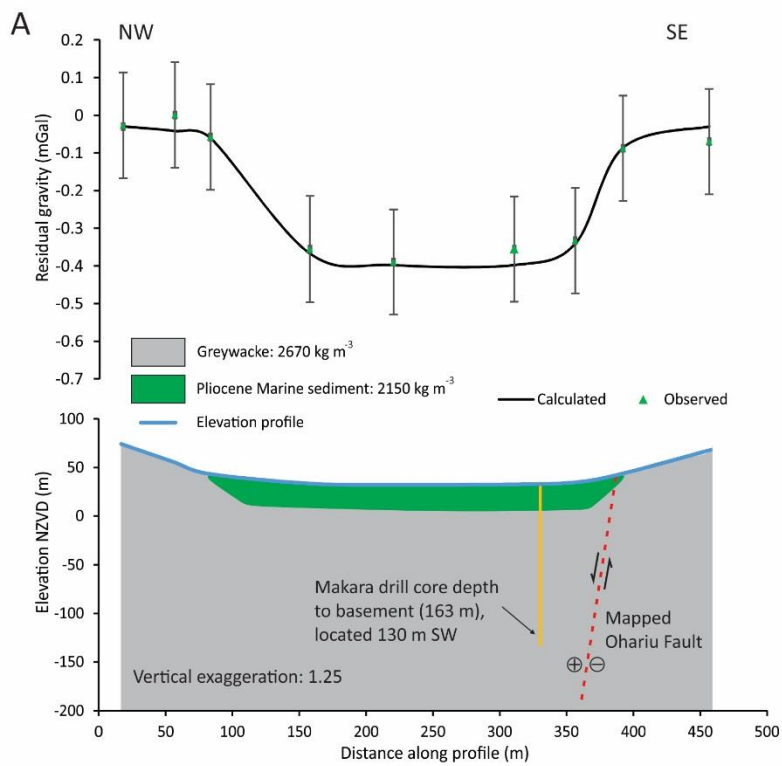 A
NW
SE
0.2
0.1
0
-0.1
-0.2
-0.3
-0.4
-0.5
-0.6
-0.7
Residual gravity (mGal)
Greywacke: 2670 kg m⁻³
Pliocene Marine sediment: 2150 kg m⁻³
Elevation profile
Calculated
Observed
100
50
0
-50
-100
-150
-200
Elevation NZVD (m)
Makara drill core depth
to basement (163 m),
located 130 m SW
Mapped
Ohariu Fault
Vertical exaggeration: 1.25
0
50
100
150
200
250
300
350
400
450
500
Distance along profile (m)